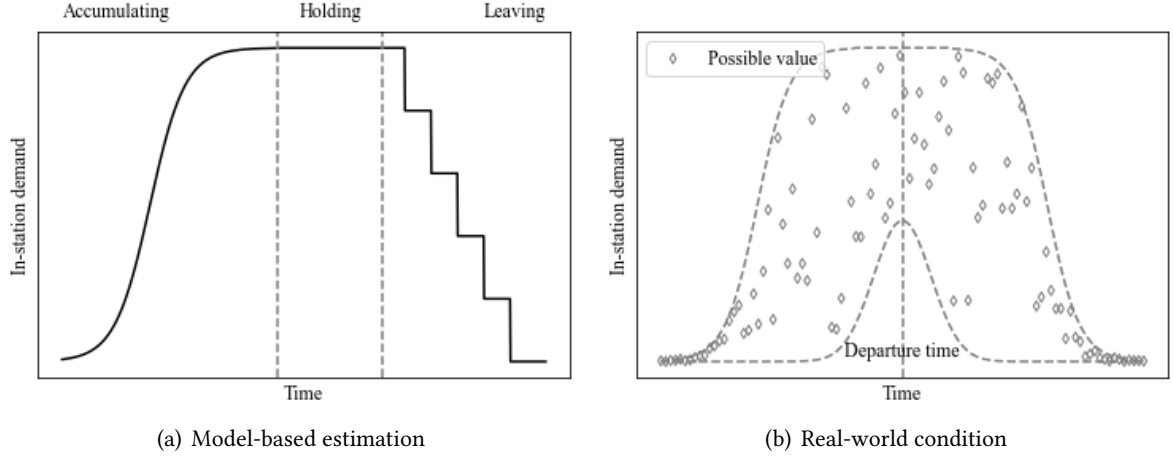 Accumulating Holding Leaving
In-station demand
Time
(a) Model-based estimation
Possible value
In-station demand
Departure time
Time
(b) Real-world condition